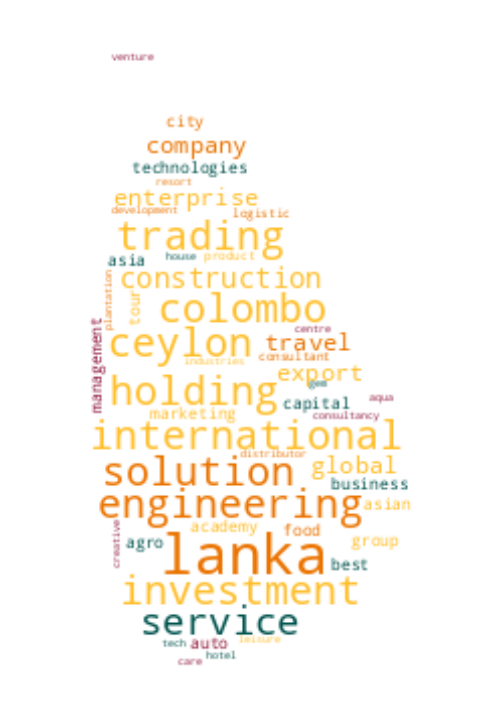 venture
city
company
technologies
resort
enterprise
development
logistic
trading
asia
house
product
construction
plantation
tour
colombo
centre
ceylon
travel
management
industries
consultant
export
holding
gem
capital
aqua
marketing
consultancy
international
distributor
solution
global
business
engineering
asian
creative
academy
food
agro
lanka
group
best
investment
service
tech
auto
leisure
care
hotel